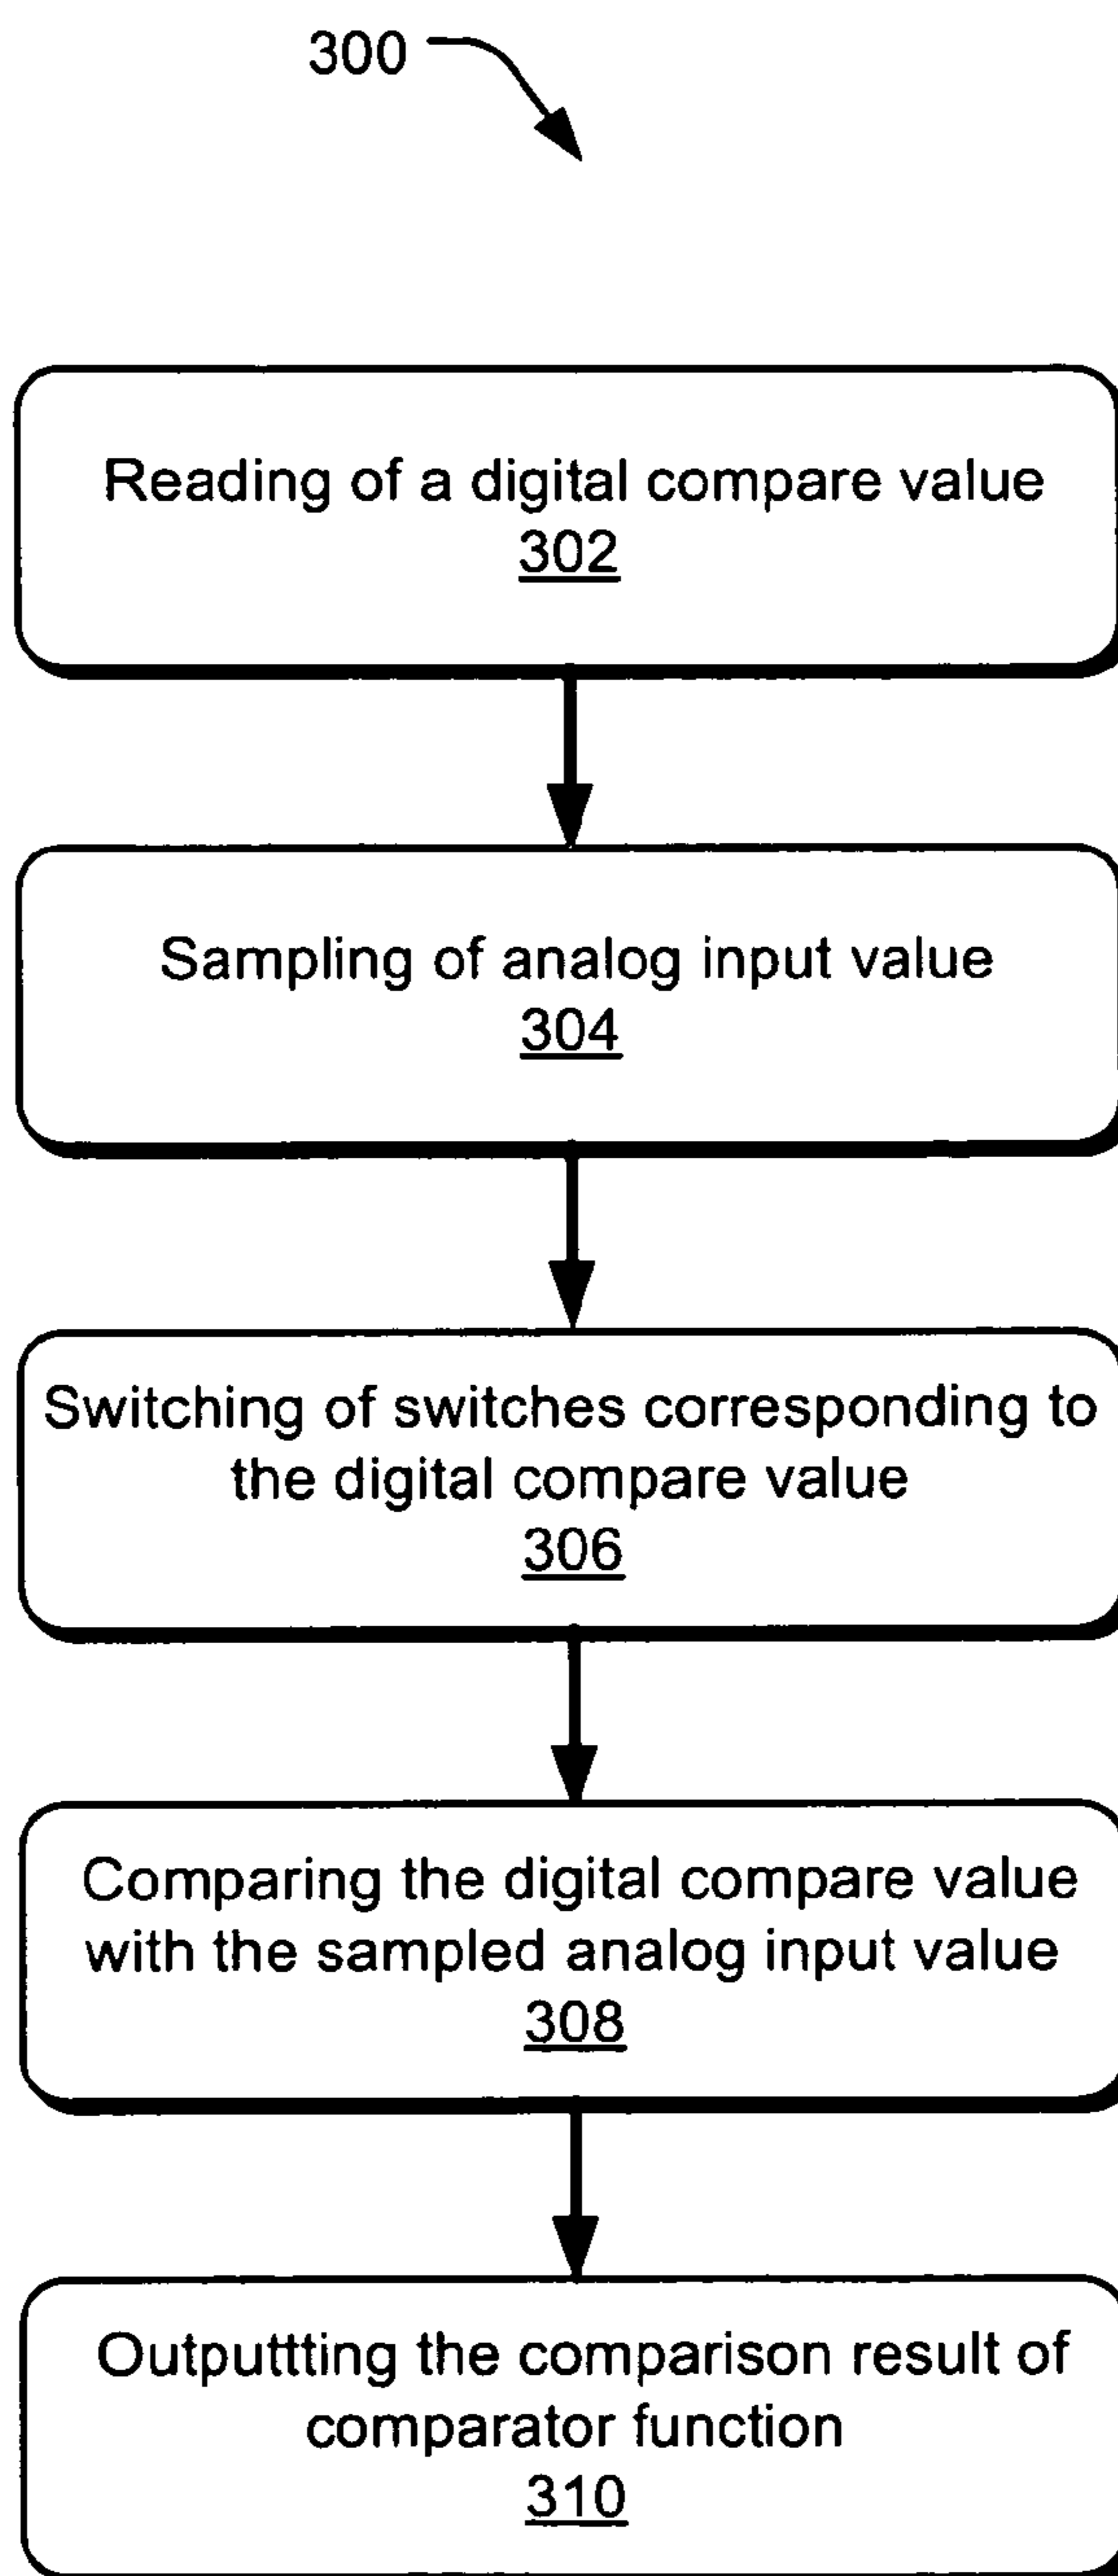 300
Reading of a digital compare value
302
Sampling of analog input value
304
Switching of switches corresponding to
the digital compare value
306
Comparing the digital compare value
with the sampled analog input value
308
Outputttting the comparison result of
comparator function
310